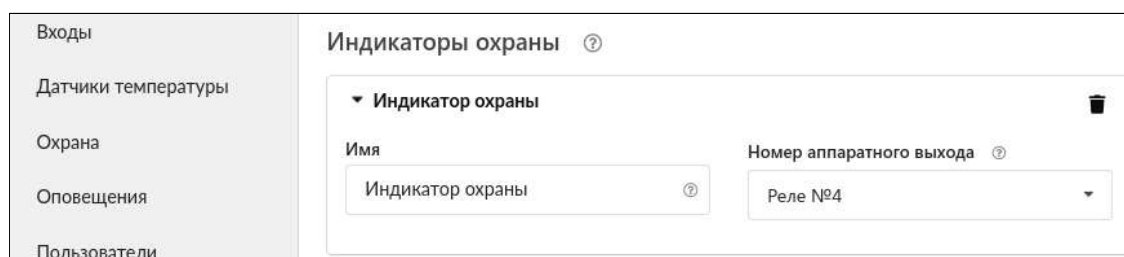 Входы
Датчики температуры
Охрана
Оповещения
Пользователи
Индикаторы охраны
Индикатор охраны
Имя
Индикатор охраны
Номер аппаратного выхода
Реле №4